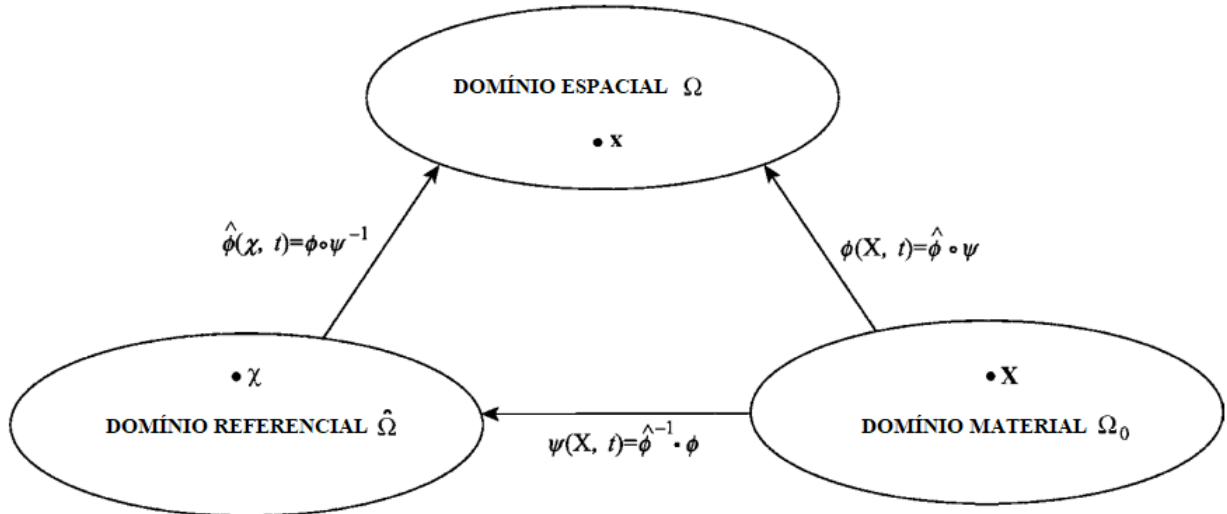 DOMÍNIO ESPACIAL Ω
• x
ϕ̂(χ, t)=ϕ∘ψ⁻¹
ϕ(X, t)=ϕ̂ ∘ ψ
• χ
• X
DOMÍNIO REFERENCIAL Ω̂
DOMÍNIO MATERIAL Ω₀
ψ(X, t)=ϕ̂⁻¹· ϕ